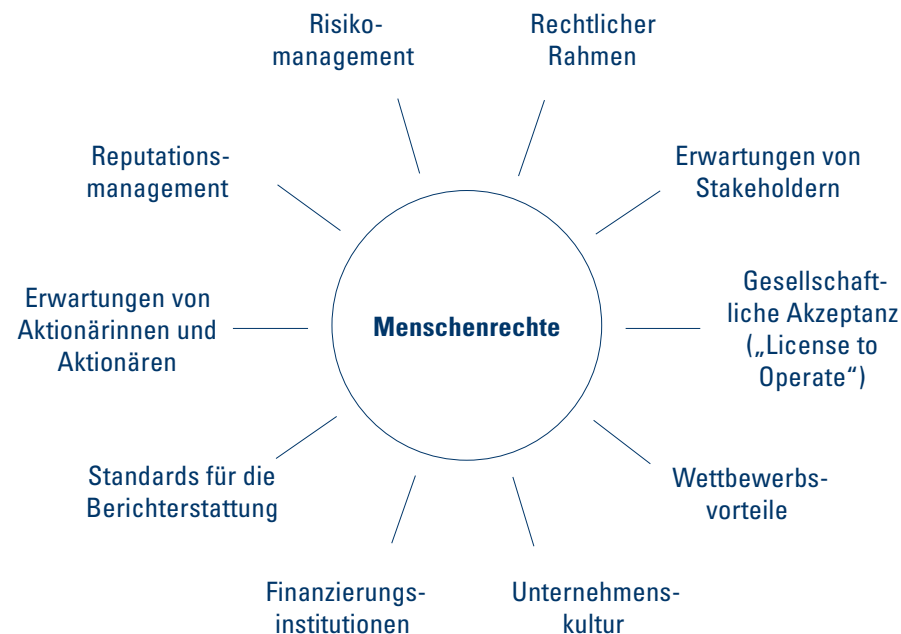 Risiko-
management
Rechtlicher
Rahmen
Reputations-
management
Erwartungen von
Stakeholdern
Erwartungen von
Aktionärinnen und
Aktionären
Menschenrechte
Gesellschaft-
liche Akzeptanz
(„License to
Operate“)
Standards für die
Berichterstattung
Wettbewerbs-
vorteile
Finanzierungs-
institutionen
Unternehmens-
kultur